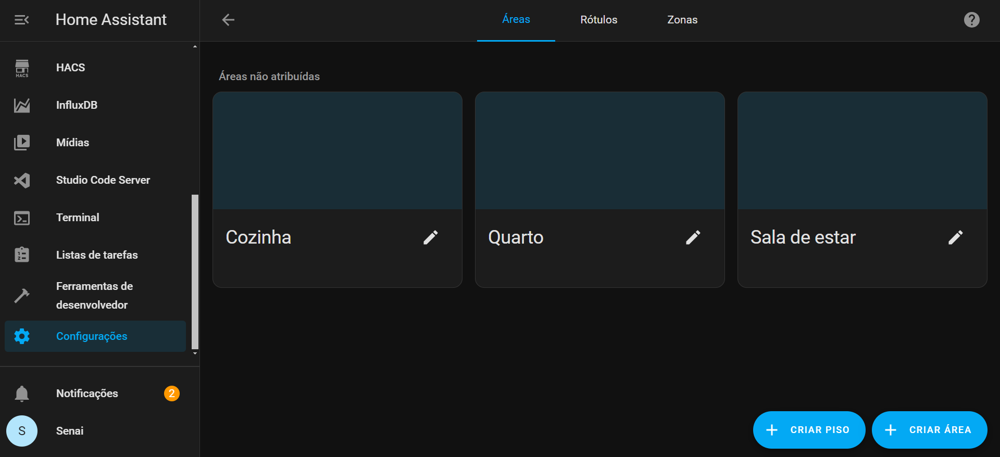 Home Assistant
Áreas
Rótulos
Zonas
HACS
HACS
InfluxDB
Mídias
Studio Code Server
Terminal
Listas de tarefas
Ferramentas de
desenvolvedor
Configurações
Notificações
2
S
Senai
Áreas não atribuídas
Cozinha
Quarto
Sala de estar
CRIAR PISO
CRIAR ÁREA